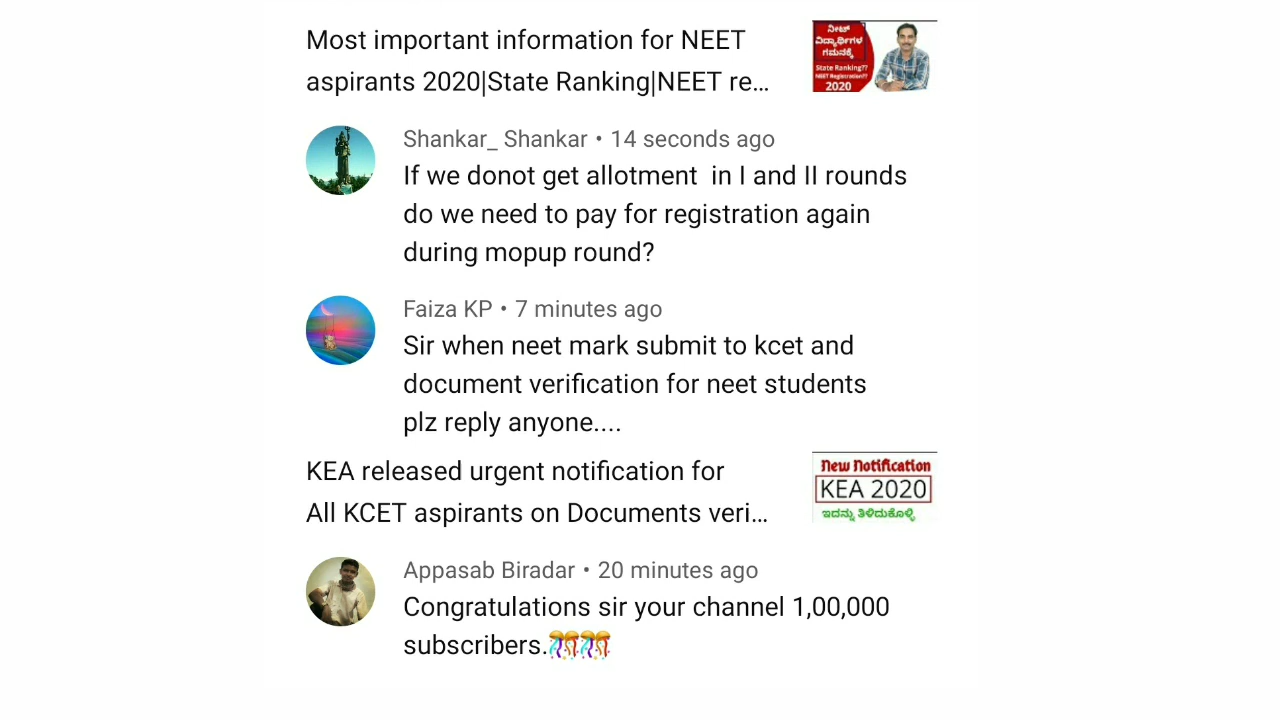 Most important information for NEET
aspirants 2020|State Ranking|NEET re...
ನೀಟ್
ವಿದ್ಯಾರ್ಥಿಗಳ
ಗಮನಕ್ಕೆ
State Ranking??
NEET Registration??
2020
Shankar_ Shankar • 14 seconds ago
If we donot get allotment  in I and II rounds
do we need to pay for registration again
during mopup round?
Faiza KP • 7 minutes ago
Sir when neet mark submit to kcet and
document verification for neet students
plz reply anyone....
KEA released urgent notification for
All KCET aspirants on Documents veri...
New Notification
KEA 2020
ಇದನ್ನು ತಿಳಿದುಕೊಳ್ಳಿ
Appasab Biradar • 20 minutes ago
Congratulations sir your channel 1,00,000
subscribers.🎊🎊